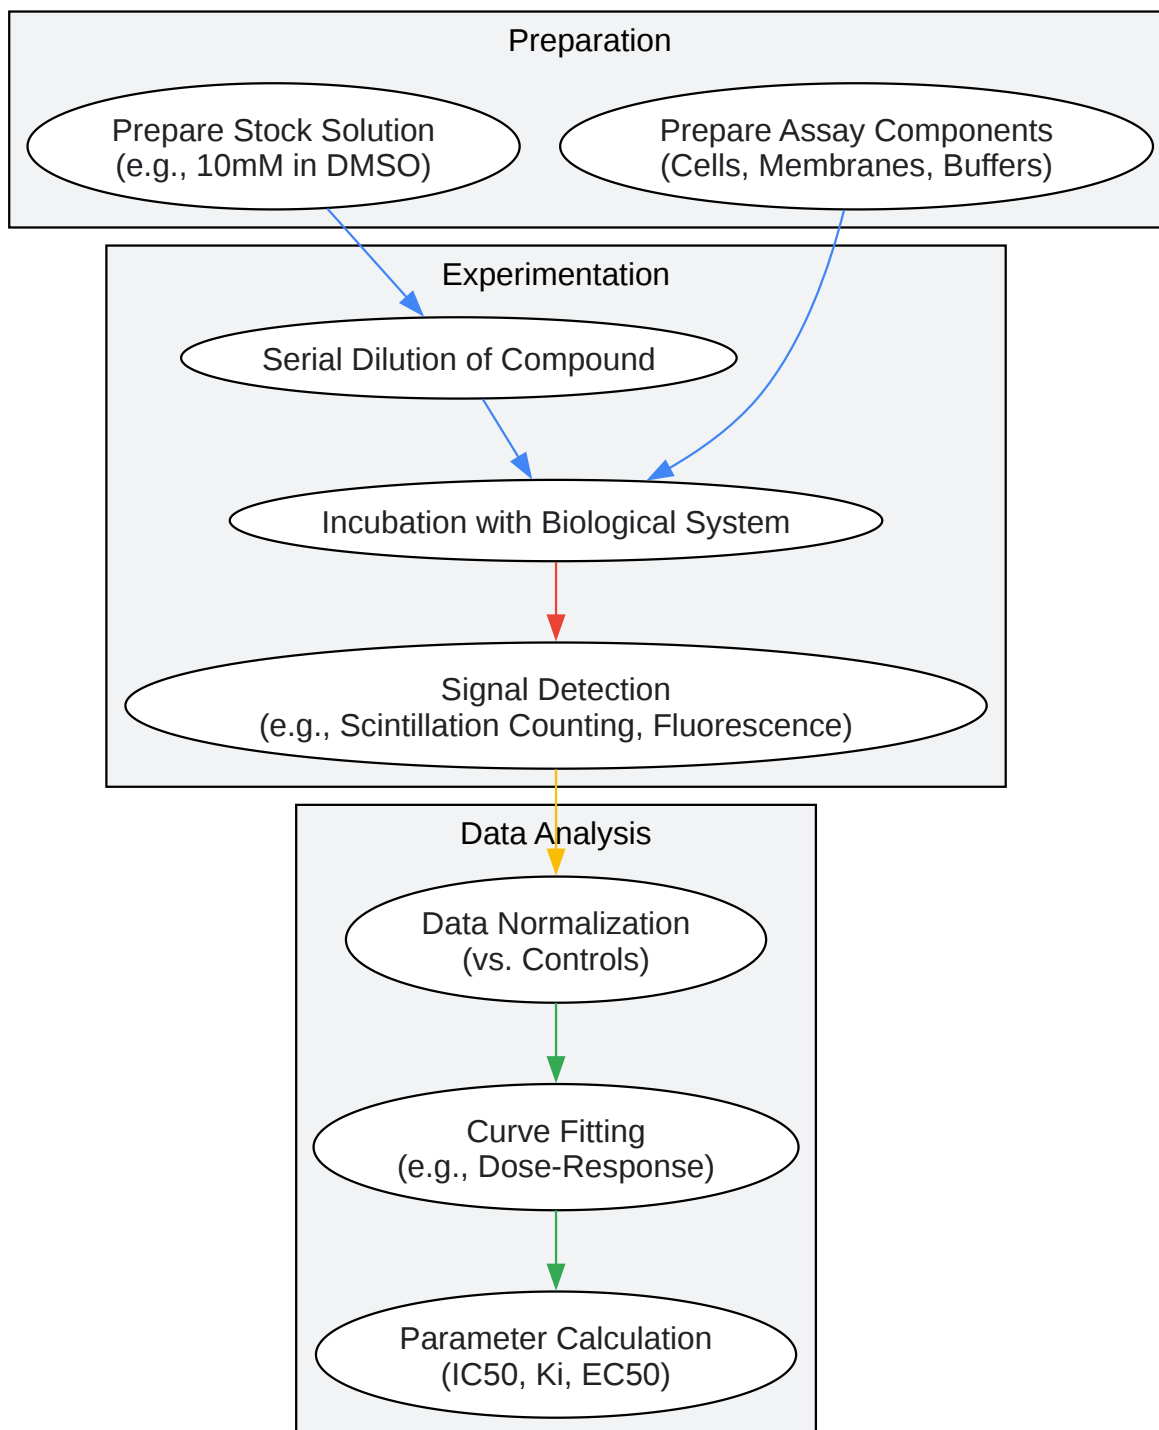 Preparation
Prepare Stock Solution
(e.g., 10mM in DMSO)
Prepare Assay Components
(Cells, Membranes, Buffers)
Experimentation
Serial Dilution of Compound
Incubation with Biological System
Signal Detection
(e.g., Scintillation Counting, Fluorescence)
Data Analysis
Data Normalization
(vs. Controls)
Curve Fitting
(e.g., Dose-Response)
Parameter Calculation
(IC50, Ki, EC50)